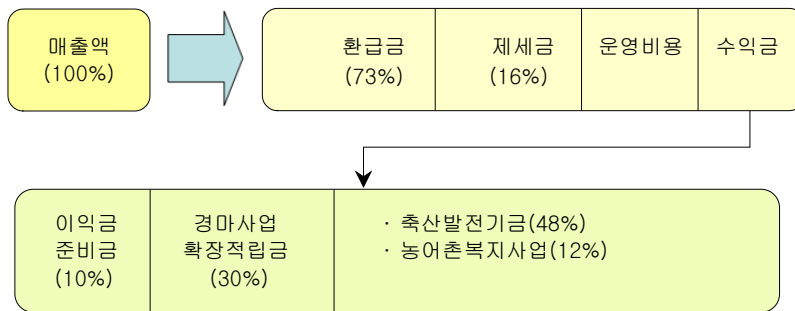 매출액
(100%)
환급금
(73%)
제세금
(16%)
운영비용
수익금
이익금
준비금
(10%)
경마사업
확장적립금
(30%)
· 축산발전기금(48%)
· 농어촌복지사업(12%)